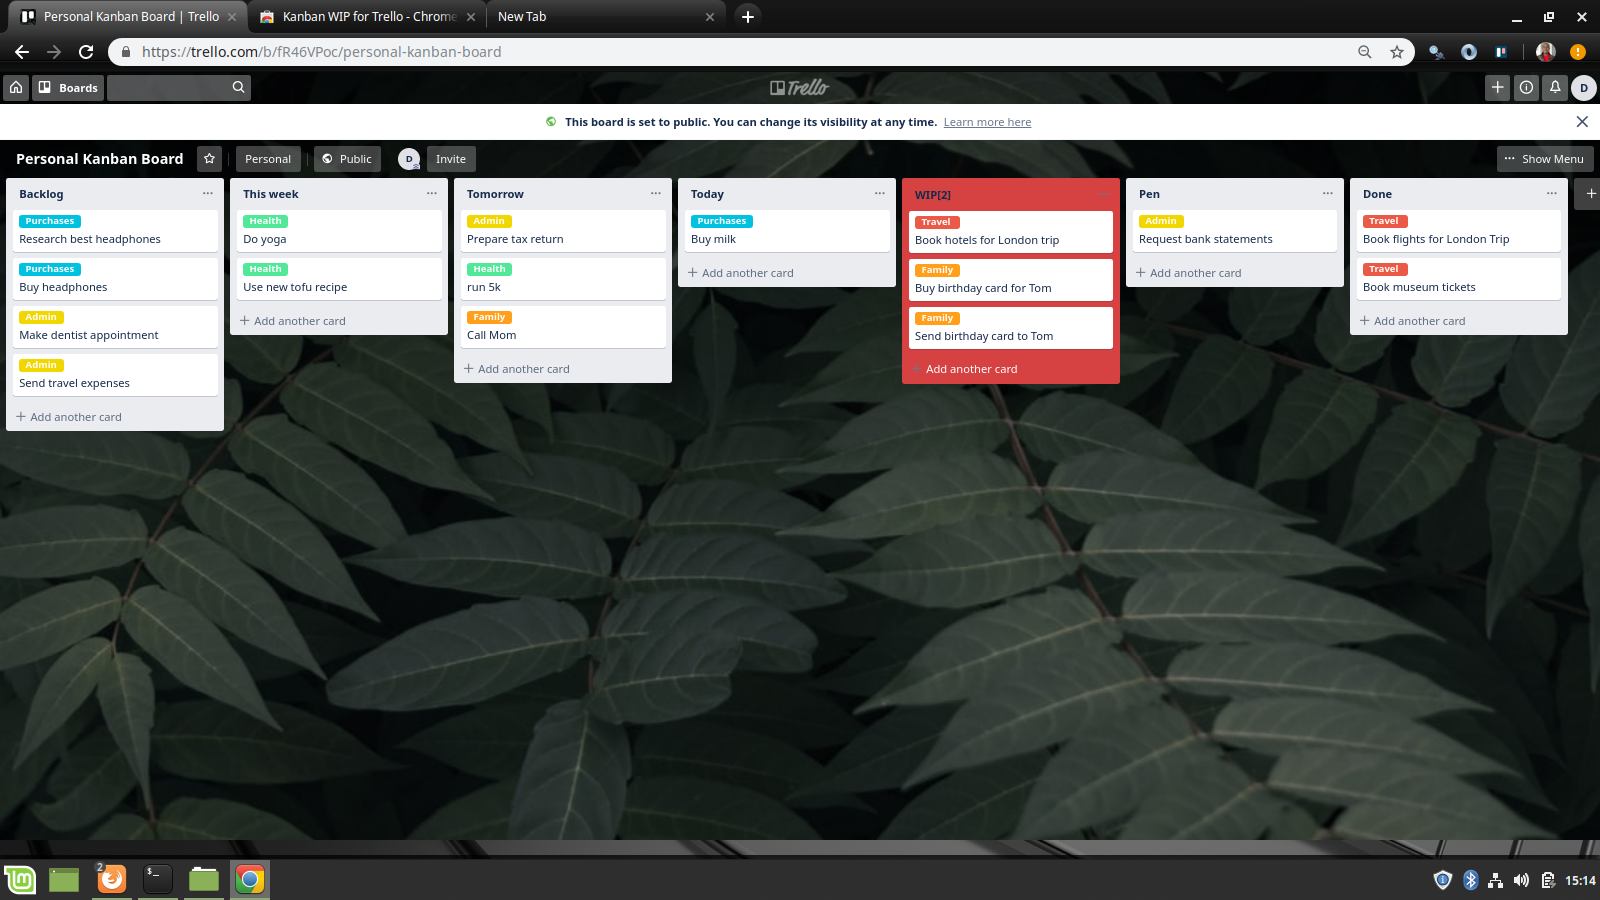 Personal Kanban Board | Trello
Kanban WIP for Trello - Chrome
New Tab
https://trello.com/b/fR46VPoc/personal-kanban-board
Boards
Trello
D
This board is set to public. You can change its visibility at any time. Learn more here
Personal Kanban Board
Personal
Public
D
Invite
Show Menu
Backlog
Purchases
Research best headphones
Purchases
Buy headphones
Admin
Make dentist appointment
Admin
Send travel expenses
Add another card
This week
Health
Do yoga
Health
Use new tofu recipe
Add another card
Tomorrow
Admin
Prepare tax return
Health
run 5k
Family
Call Mom
Add another card
Today
Purchases
Buy milk
Add another card
WIP[2]
Travel
Book hotels for London trip
Family
Buy birthday card for Tom
Family
Send birthday card to Tom
Add another card
Pen
Admin
Request bank statements
Add another card
Done
Travel
Book flights for London Trip
Travel
Book museum tickets
Add another card
2
$_
15:14